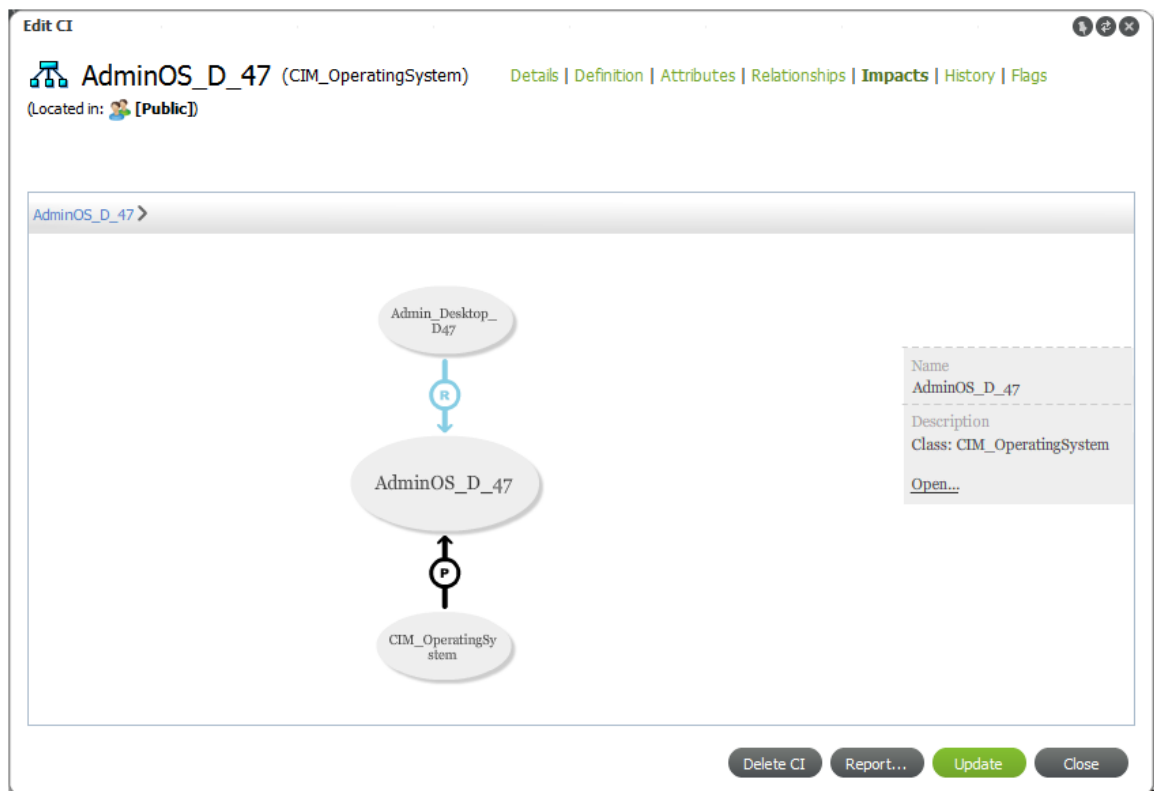 Edit CI
AdminOS_D_47 (CIM_OperatingSystem) Details | Definition | Attributes | Relationships | Impacts | History | Flags
(Located in: [Public])
AdminOS_D_47
Admin_Desktop_
D47
R
Name
AdminOS_D_47
Description
Class: CIM_OperatingSystem
Open...
AdminOS_D_47
P
CIM_OperatingSy
stem
Delete CI Report... Update Close